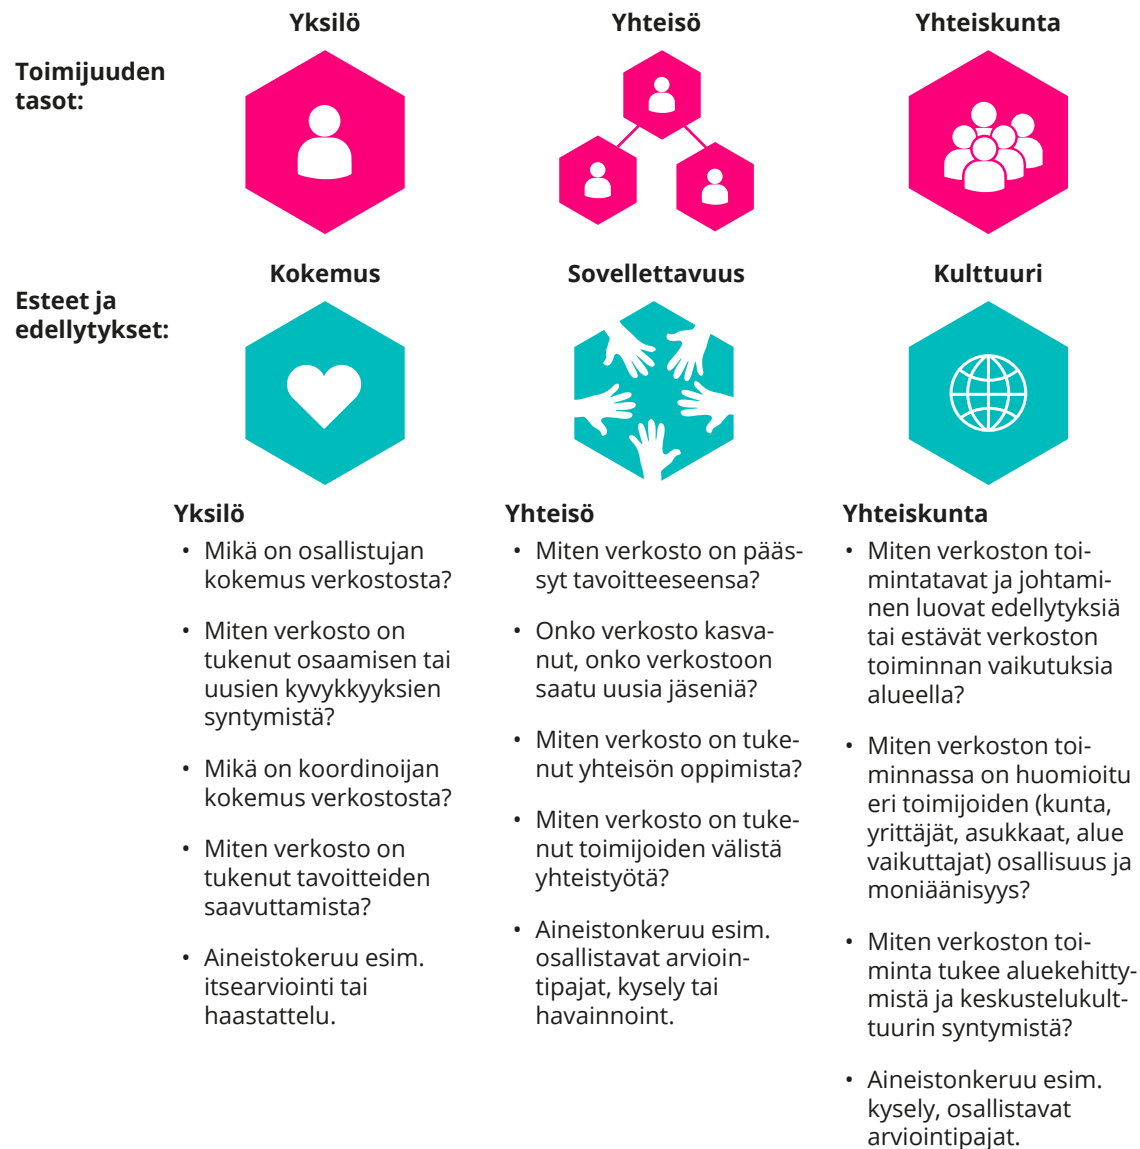 Yksilö
Yhteisö
Yhteiskunta
Toimijuuden
tasot:
Kokemus
Sovellettavuus
Kulttuuri
Esteet ja
edellytykset:
Yksilö
• Mikä on osallistujan
kokemus verkostosta?
• Miten verkosto on
tukenut osaamisen tai
uusien kyvykkyyksien
syntymistä?
• Mikä on koordinoijan
kokemus verkostosta?
• Miten verkosto on
tukenut tavoitteiden
saavuttamista?
• Aineistokeruu esim.
itsearviointi tai
haastattelu.
Yhteisö
• Miten verkosto on pääs-
syt tavoitteeseensa?
• Onko verkosto kasva-
nut, onko verkostoon
saatu uusia jäseniä?
• Miten verkosto on tuke-
nut yhteisön oppimista?
• Miten verkosto on tuke-
nut toimijoiden välistä
yhteistyötä?
• Aineistonkeruu esim.
osallistavat arvioin-
tipajat, kysely tai
havainnoint.
Yhteiskunta
• Miten verkoston toi-
mintatavat ja johtami-
nen luovat edellytyksiä
tai estävät verkoston
toiminnan vaikutuksia
alueella?
• Miten verkoston toi-
minnassa on huomioitu
eri toimijoiden (kunta,
yrittäjät, asukkaat, alue
vaikuttajat) osallisuus ja
moniäänisyys?
• Miten verkoston toi-
minta tukee aluekehitty-
mistä ja keskustelukult-
tuurin syntymistä?
• Aineistonkeruu esim.
kysely, osallistavat
arviointipajat.